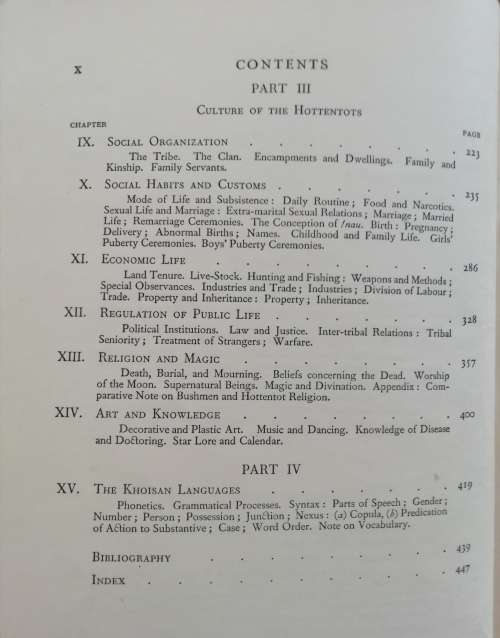 x
CONTENTS
PART III
CULTURE OF THE HOTTENTOTS
CHAPTER PAGE
IX. SOCIAL ORGANIZATION . . . . . . 223
The Tribe. The Clan. Encampments and Dwellings. Family and
Kinship. Family Servants.
X. SOCIAL HABITS AND CUSTOMS . . . . . . 235
Mode of Life and Subsistence : Daily Routine ; Food and Narcotics.
Sexual Life and Marriage : Extra-marital Sexual Relations ; Marriage ; Married
Life ; Remarriage Ceremonies. The Conception of !nau. Birth : Pregnancy ;
Delivery ; Abnormal Births ; Names. Childhood and Family Life. Girls'
Puberty Ceremonies. Boys' Puberty Ceremonies.
XI. ECONOMIC LIFE . . . . . . . 286
Land Tenure. Live-Stock. Hunting and Fishing : Weapons and Methods ;
Special Observances. Industries and Trade ; Industries ; Division of Labour ;
Trade. Property and Inheritance : Property ; Inheritance.
XII. REGULATION OF PUBLIC LIFE . . . . . 328
Political Institutions. Law and Justice. Inter-tribal Relations : Tribal
Seniority ; Treatment of Strangers ; Warfare.
XIII. RELIGION AND MAGIC . . . . . . 357
Death, Burial, and Mourning. Beliefs concerning the Dead. Worship
of the Moon. Supernatural Beings. Magic and Divination. Appendix : Com-
parative Note on Bushmen and Hottentot Religion.
XIV. ART AND KNOWLEDGE . . . . . . 400
Decorative and Plastic Art. Music and Dancing. Knowledge of Disease
and Doctoring. Star Lore and Calendar.
PART IV
XV. THE KHOISAN LANGUAGES . . . . . . 419
Phonetics. Grammatical Processes. Syntax : Parts of Speech ; Gender ;
Number ; Person ; Possession ; Junction ; Nexus : (a) Copula, (b) Predication
of Action to Substantive ; Case ; Word Order. Note on Vocabulary.
BIBLIOGRAPHY . . . . . . . 439
INDEX . . . . . . . . . 447